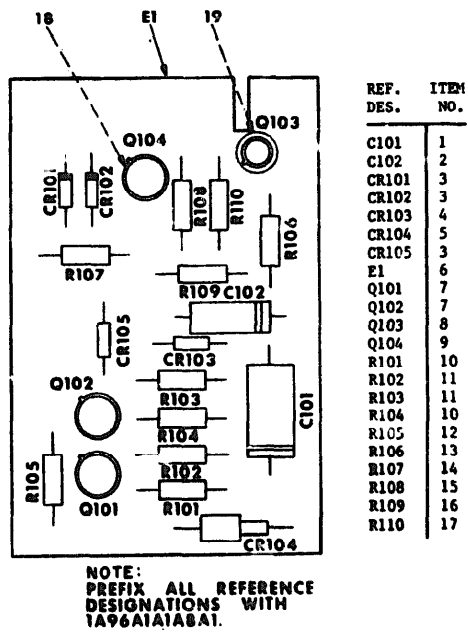 18 E1 19
Q104 Q103
CR101 CR102 R108 R110 R106
R107
R109 C102
CR105 CR103
Q102 R103 C101
R104
R105 R102
Q101 R101
CR104
NOTE:
PREFIX ALL REFERENCE
DESIGNATIONS WITH
1A96A1A1A8A1.
REF. ITEM
DES. NO.
C101 1
C102 2
CR101 3
CR102 3
CR103 4
CR104 5
CR105 3
E1 6
Q101 7
Q102 7
Q103 8
Q104 9
R101 10
R102 11
R103 11
R104 10
R105 12
R106 13
R107 14
R108 15
R109 16
R110 17